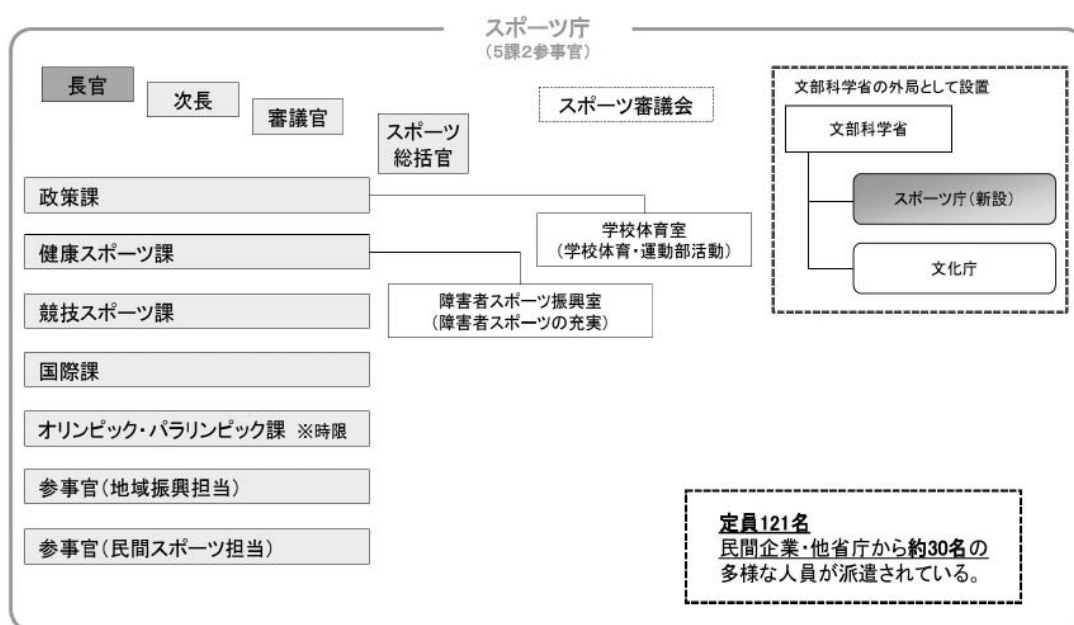 スポーツ庁
(5課2参事官)
長官
次長
審議官
スポーツ
総括官
スポーツ審議会
文部科学省の外局として設置
文部科学省
スポーツ庁(新設)
文化庁
政策課
学校体育室
(学校体育・運動部活動)
健康スポーツ課
障害者スポーツ振興室
(障害者スポーツの充実)
競技スポーツ課
国際課
オリンピック・パラリンピック課 ※時限
参事官(地域振興担当)
参事官(民間スポーツ担当)
定員121名
民間企業・他省庁から約30名の
多様な人員が派遣されている。